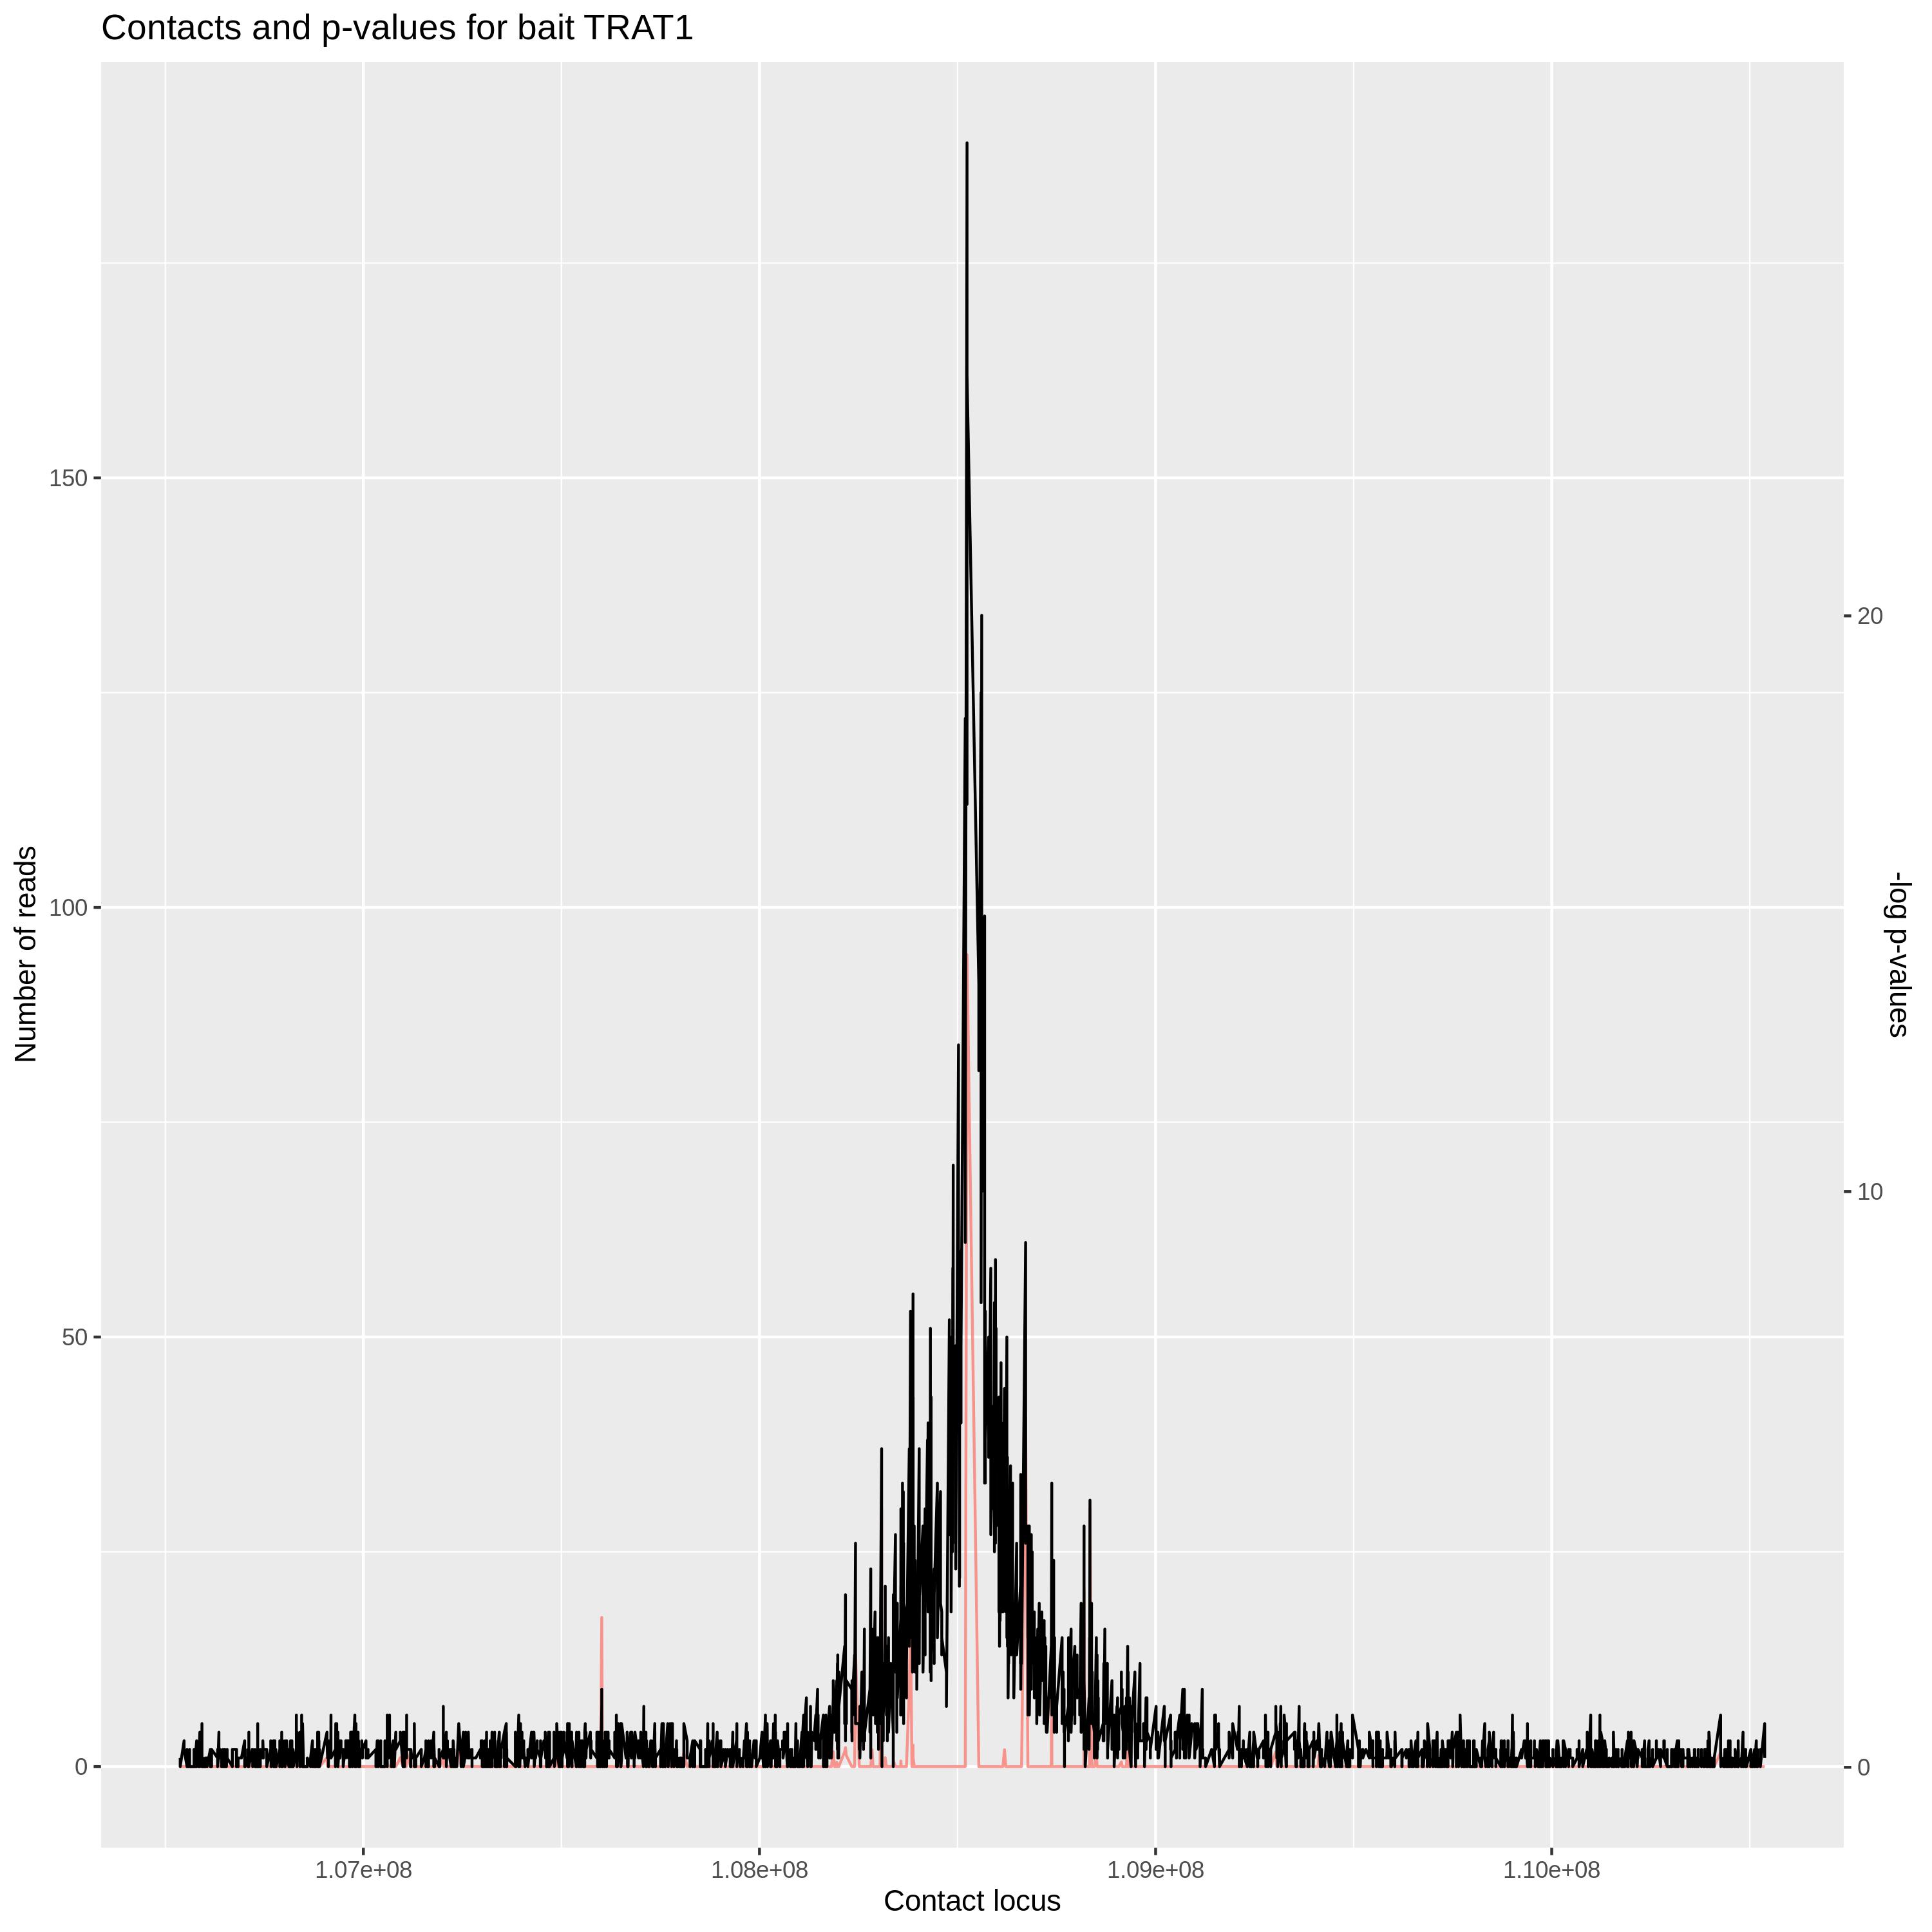 Contacts and p-values for bait TRAT1
150
100
50
0
Number of reads
20
10
0
-log p-values
1.07e+08
1.08e+08
1.09e+08
1.10e+08
Contact locus